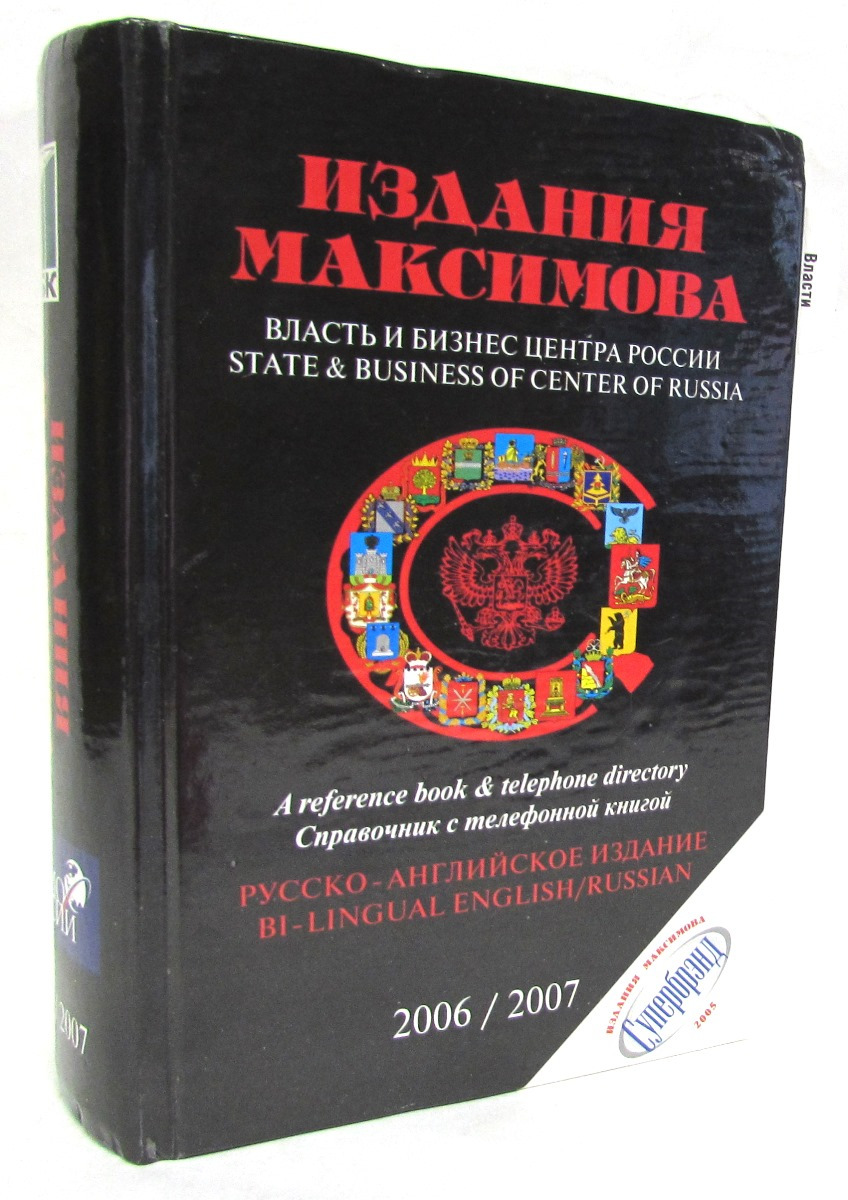 ИЗДАНИЯ
МАКСИМОВА
ВЛАСТЬ И БИЗНЕС ЦЕНТРА РОССИИ
STATE & BUSINESS OF CENTER OF RUSSIA
A reference book & telephone directory
Справочник с телефонной книгой
РУССКО-АНГЛИЙСКОЕ ИЗДАНИЕ
BI-LINGUAL ENGLISH/RUSSIAN
2006 / 2007
ИЗДАНИЯ МАКСИМОВА
Супербрэнд
2005
Власти
2007